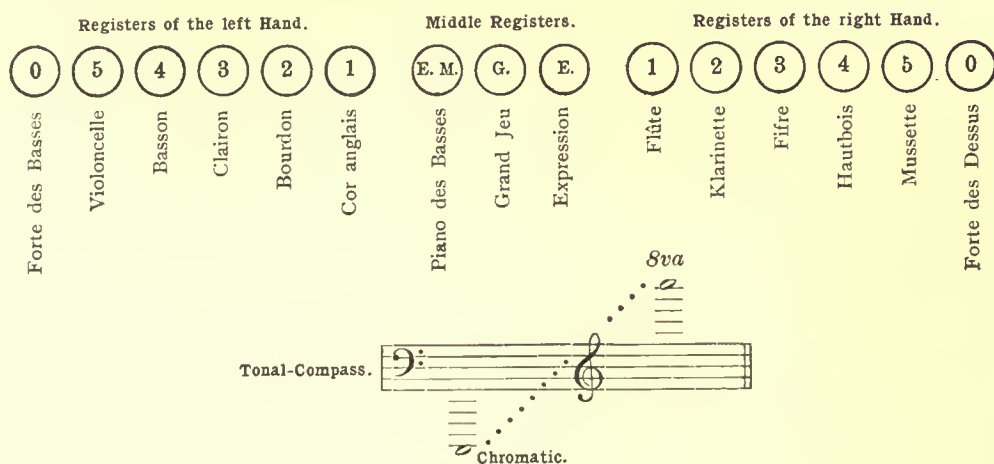 Registers of the left Hand. Middle Registers. Registers of the right Hand.
0 5 4 3 2 1 E. M. G. E. 1 2 3 4 5 0
Forte des Basses
Violoncelle
Basson
Clairon
Bourdon
Cor anglais
Piano des Basses
Grand Jeu
Expression
Flûte
Klarinette
Fifre
Hautbois
Mussette
Forte des Dessus
8va
Tonal-Compass.
Chromatic.